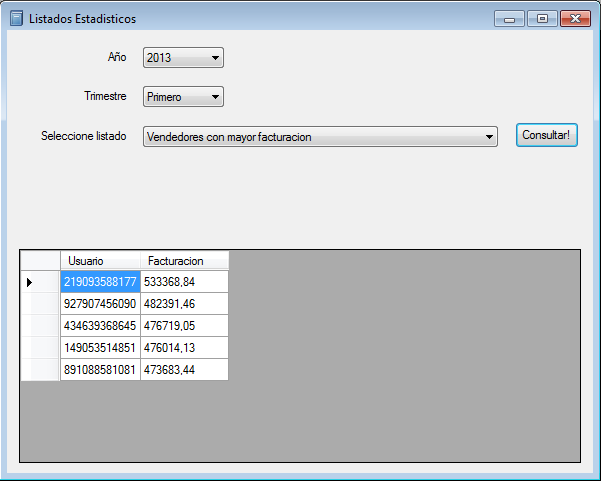 Listados Estadisticos
Año 2013
Trimestre Primero
Seleccione listado Vendedores con mayor facturacion Consultar!
Usuario Facturacion
219093588177 533368,84
927907456090 482391,46
434639368645 476719,05
149053514851 476014,13
891088581081 473683,44